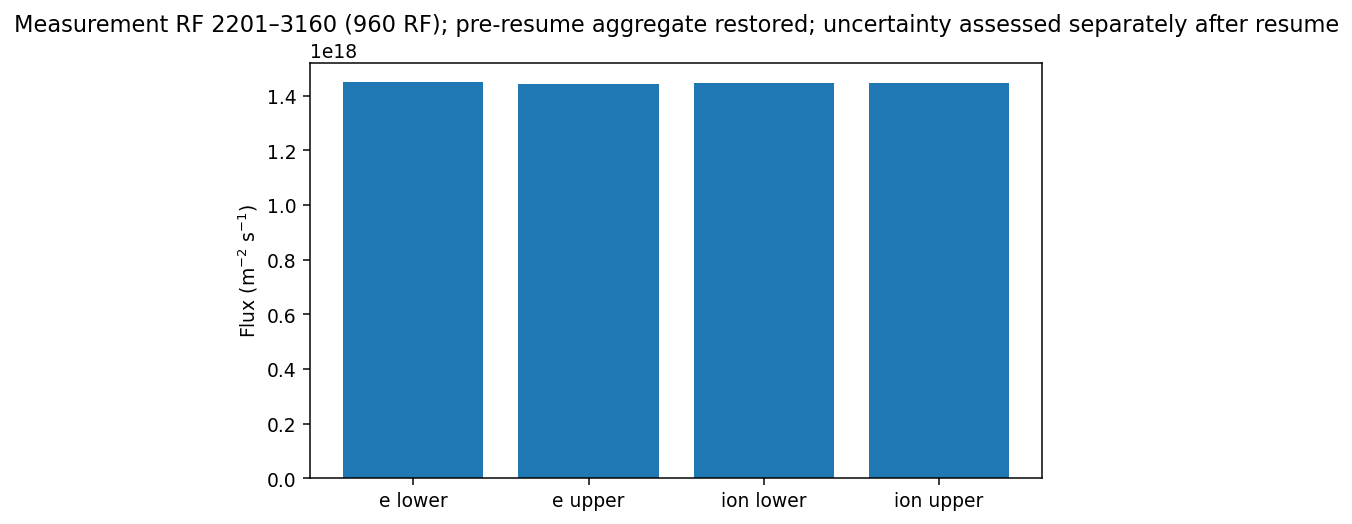 Measurement RF 2201–3160 (960 RF); pre-resume aggregate restored; uncertainty assessed separately after resume
1e18
Flux (m⁻² s⁻¹)
1.4
1.2
1.0
0.8
0.6
0.4
0.2
0.0
e lower
e upper
ion lower
ion upper